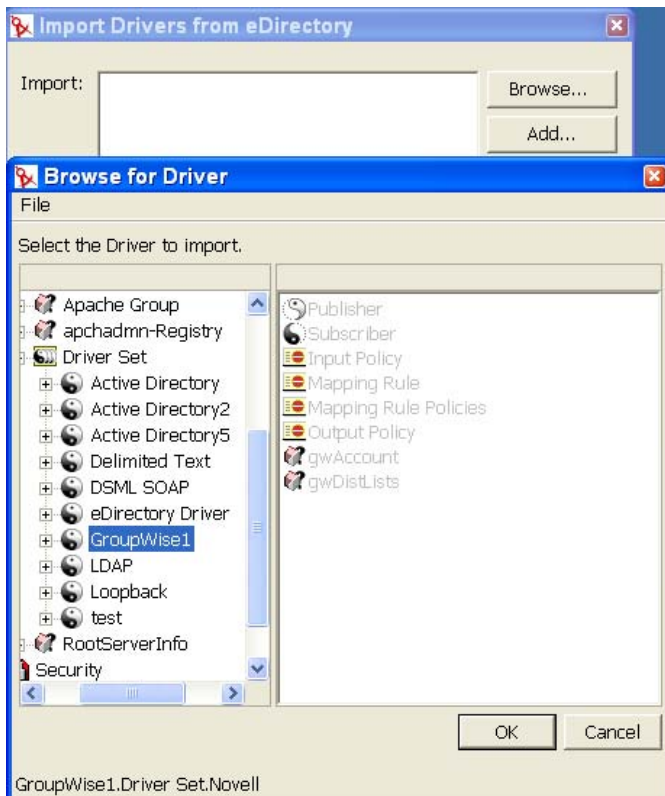 Import Drivers from eDirectory
Import:
Browse...
Add...
Browse for Driver
File
Select the Driver to import.
Apache Group
apchadmn-Registry
Driver Set
Active Directory
Active Directory2
Active Directory5
Delimited Text
DSML SOAP
eDirectory Driver
GroupWise1
LDAP
Loopback
test
RootServerInfo
Security
Publisher
Subscriber
Input Policy
Mapping Rule
Mapping Rule Policies
Output Policy
gwAccount
gwDistLists
OK
Cancel
GroupWise1.Driver Set.Novell